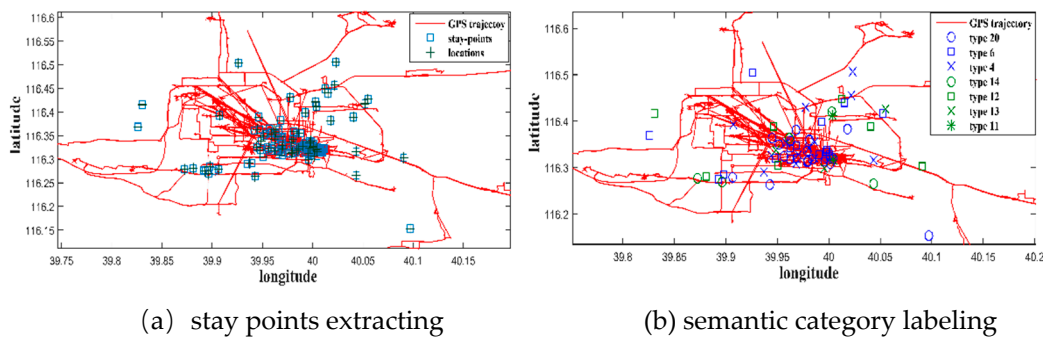 116.6
116.55
116.5
116.45
116.4
116.35
116.3
116.25
116.2
116.15
latitude
39.75
39.8
39.85
39.9
39.95
40
40.05
40.1
40.15
longitude
GPS trajectoy
stay-points
locations
(a) stay points extracting
116.6
116.5
116.4
116.3
116.2
latitude
39.8
39.85
39.9
39.95
40
40.05
40.1
40.15
40.2
longitude
GPS trajectory
type 20
type 6
type 4
type 14
type 12
type 13
type 11
(b) semantic category labeling